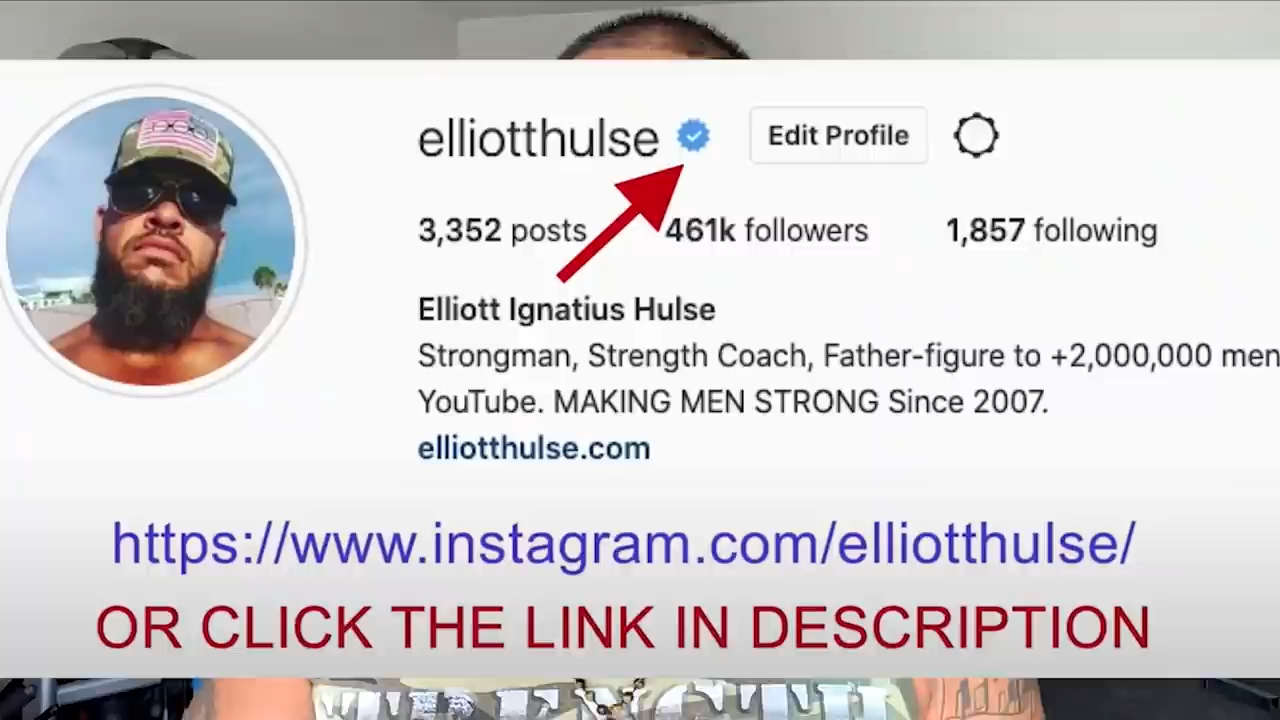 elliotthulse
Edit Profile
3,352 posts
461k followers
1,857 following
Elliott Ignatius Hulse
Strongman, Strength Coach, Father-figure to +2,000,000 men
YouTube. MAKING MEN STRONG Since 2007.
elliotthulse.com
https://www.instagram.com/elliotthulse/
OR CLICK THE LINK IN DESCRIPTION